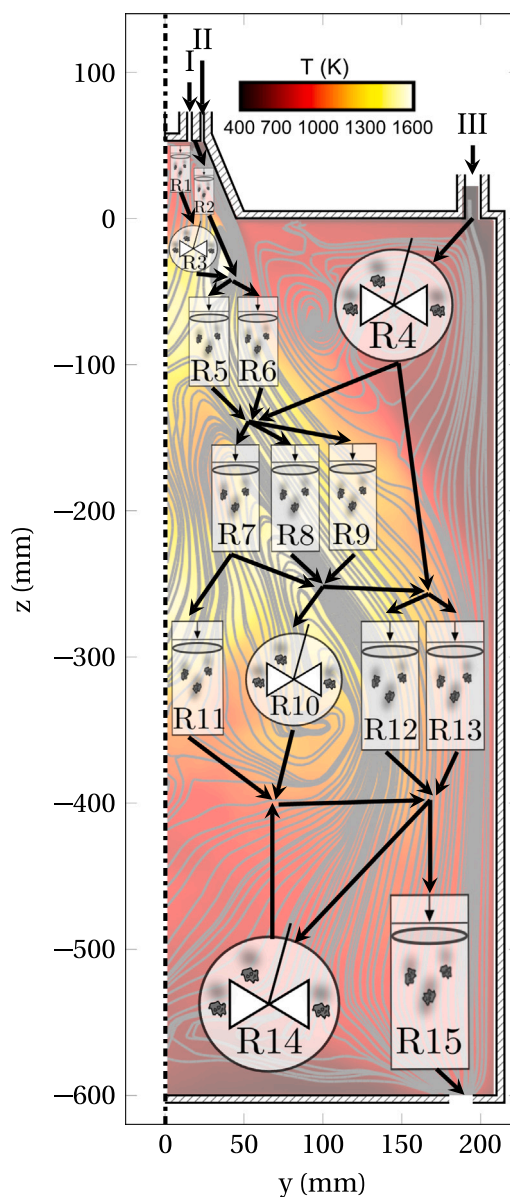 II
I
T (K)
400 700 1000 1300 1600
III
100
0
−100
−200
−300
−400
−500
−600
z (mm)
R1
R2
R3
R4
R5 R6
R7 R8 R9
R10
R11 R12 R13
R14 R15
0 50 100 150 200
y (mm)